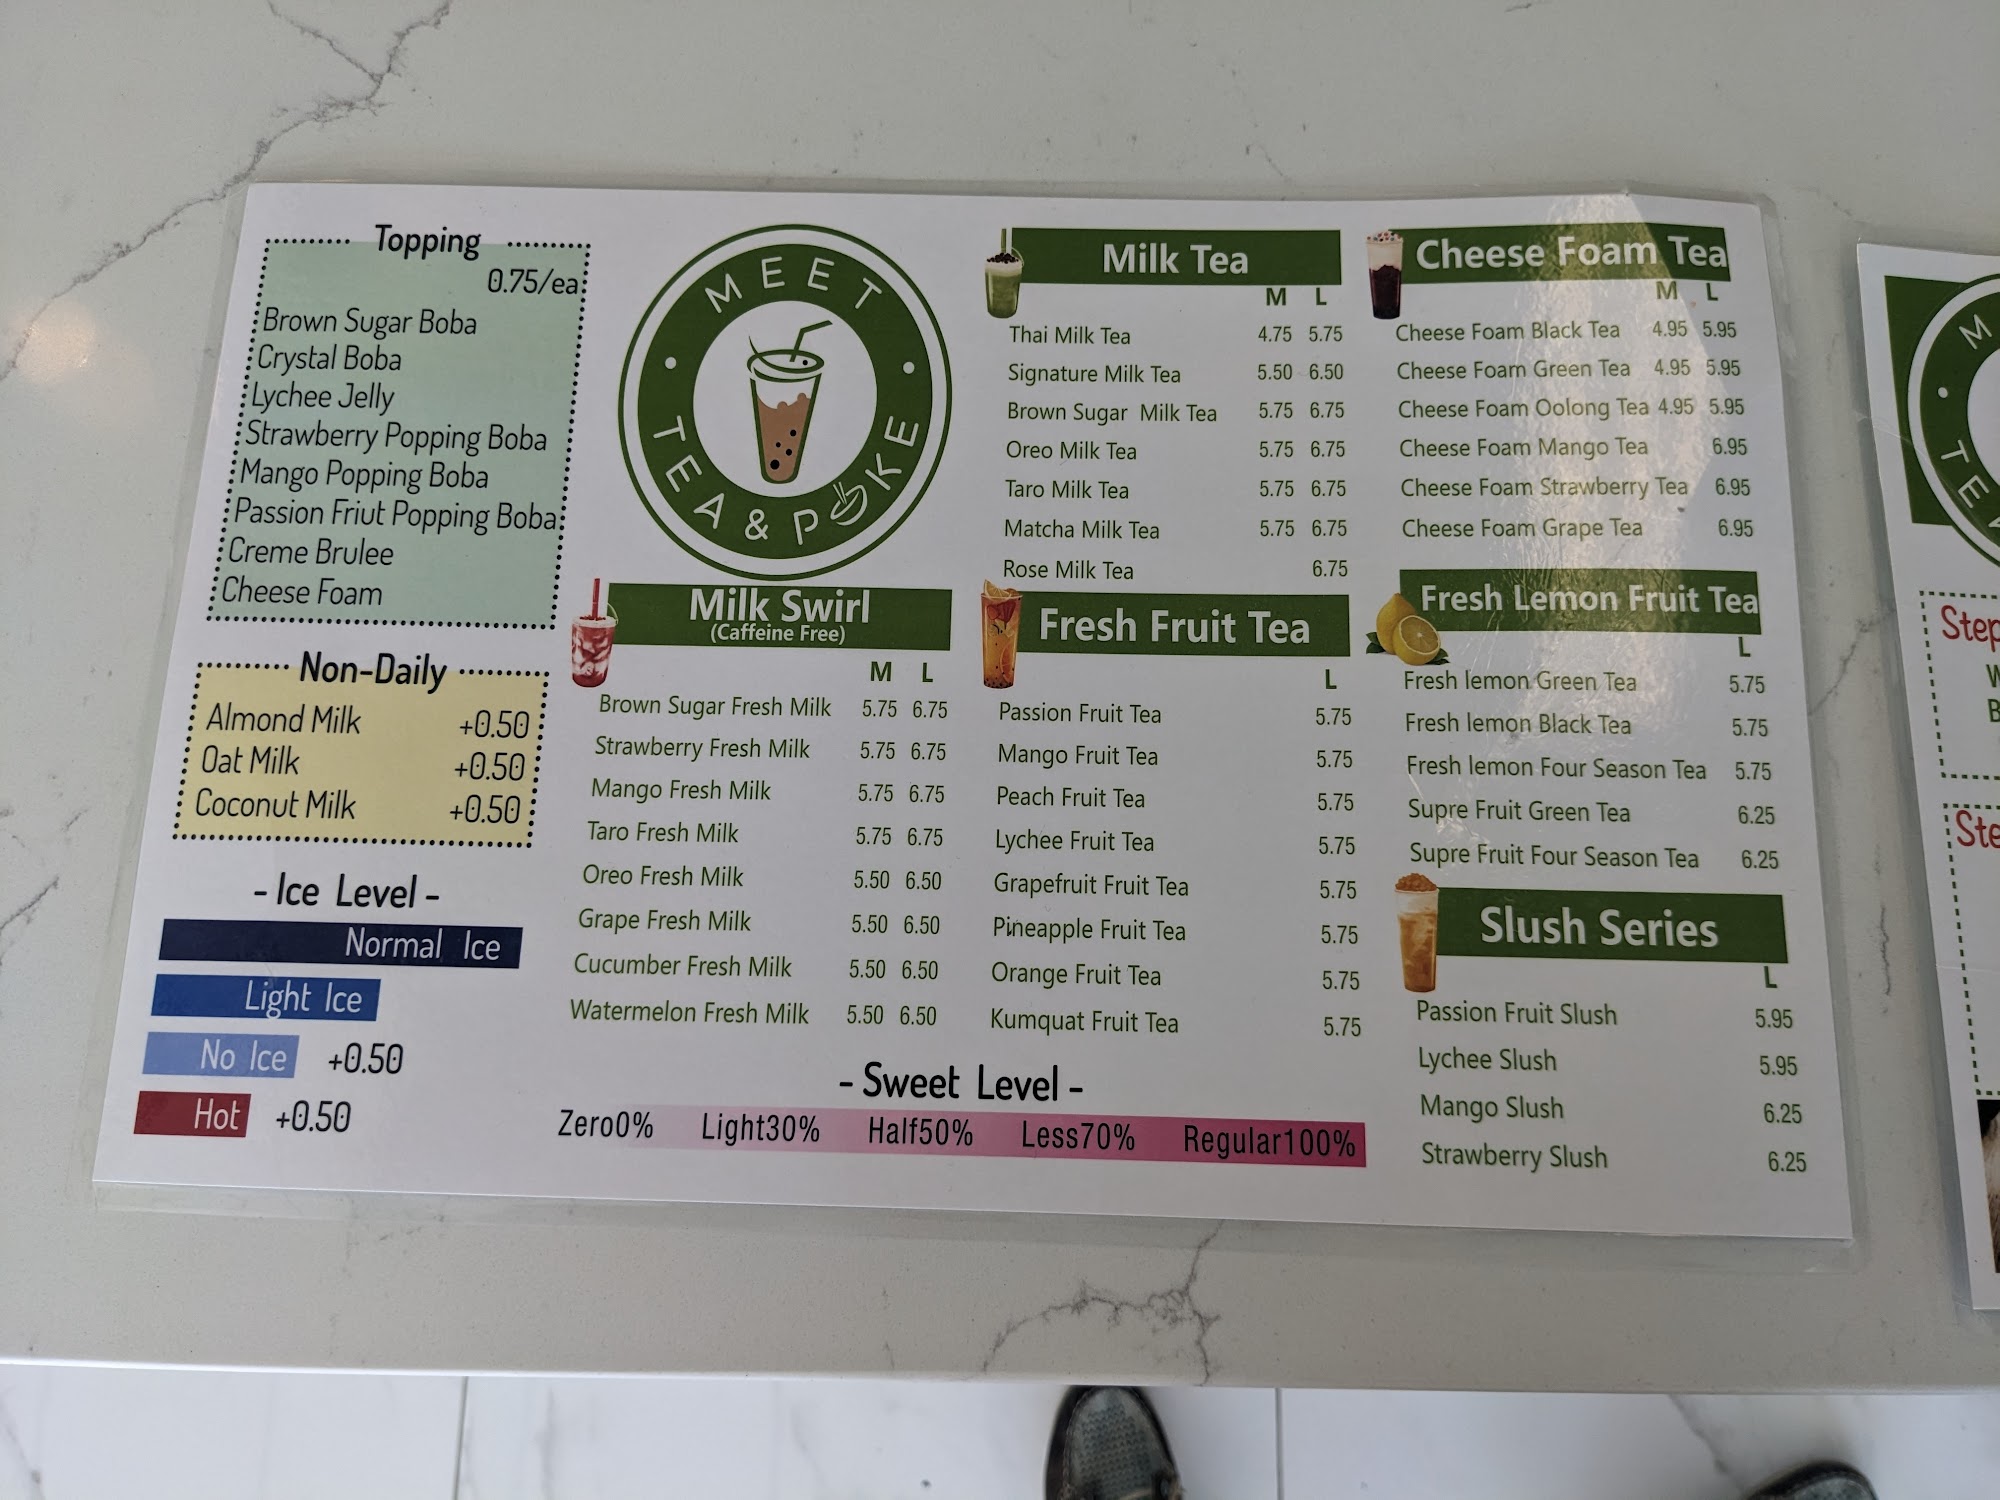 Topping
0.75/ea
Brown Sugar Boba
Crystal Boba
Lychee Jelly
Strawberry Popping Boba
Mango Popping Boba
Passion Friut Popping Boba
Creme Brulee
Cheese Foam
Non-Daily
Almond Milk +0.50
Oat Milk +0.50
Coconut Milk +0.50
- Ice Level -
Normal Ice
Light Ice
No Ice +0.50
Hot +0.50
MEET
TEA & POKE
Milk Swirl
(Caffeine Free)
M L
Brown Sugar Fresh Milk 5.75 6.75
Strawberry Fresh Milk 5.75 6.75
Mango Fresh Milk 5.75 6.75
Taro Fresh Milk 5.75 6.75
Oreo Fresh Milk 5.50 6.50
Grape Fresh Milk 5.50 6.50
Cucumber Fresh Milk 5.50 6.50
Watermelon Fresh Milk 5.50 6.50
Milk Tea
M L
Thai Milk Tea 4.75 5.75
Signature Milk Tea 5.50 6.50
Brown Sugar Milk Tea 5.75 6.75
Oreo Milk Tea 5.75 6.75
Taro Milk Tea 5.75 6.75
Matcha Milk Tea 5.75 6.75
Rose Milk Tea 6.75
Fresh Fruit Tea
L
Passion Fruit Tea 5.75
Mango Fruit Tea 5.75
Peach Fruit Tea 5.75
Lychee Fruit Tea 5.75
Grapefruit Fruit Tea 5.75
Pineapple Fruit Tea 5.75
Orange Fruit Tea 5.75
Kumquat Fruit Tea 5.75
- Sweet Level -
Zero0% Light30% Half50% Less70% Regular100%
Cheese Foam Tea
M L
Cheese Foam Black Tea 4.95 5.95
Cheese Foam Green Tea 4.95 5.95
Cheese Foam Oolong Tea 4.95 5.95
Cheese Foam Mango Tea 6.95
Cheese Foam Strawberry Tea 6.95
Cheese Foam Grape Tea 6.95
Fresh Lemon Fruit Tea
L
Fresh lemon Green Tea 5.75
Fresh lemon Black Tea 5.75
Fresh lemon Four Season Tea 5.75
Supre Fruit Green Tea 6.25
Supre Fruit Four Season Tea 6.25
Slush Series
L
Passion Fruit Slush 5.95
Lychee Slush 5.95
Mango Slush 6.25
Strawberry Slush 6.25
Step